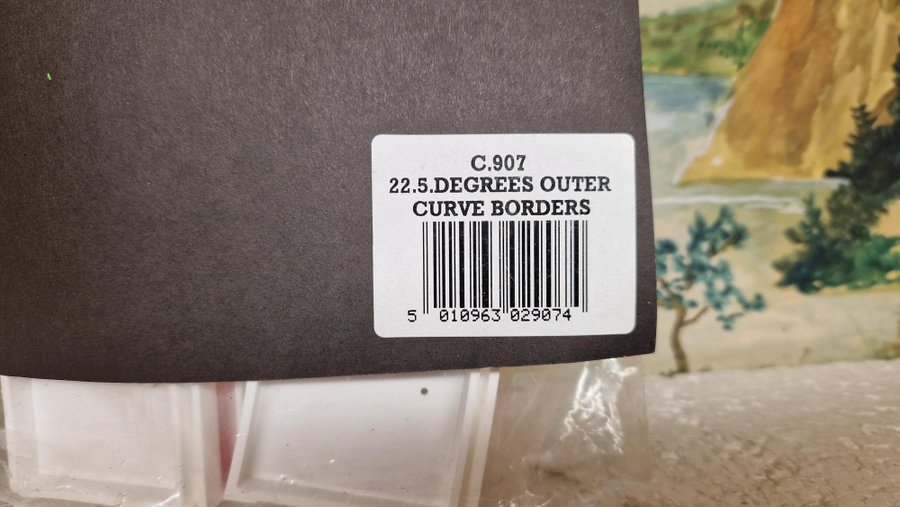 C.907
22.5.DEGREES OUTER
CURVE BORDERS
5 010963 029074